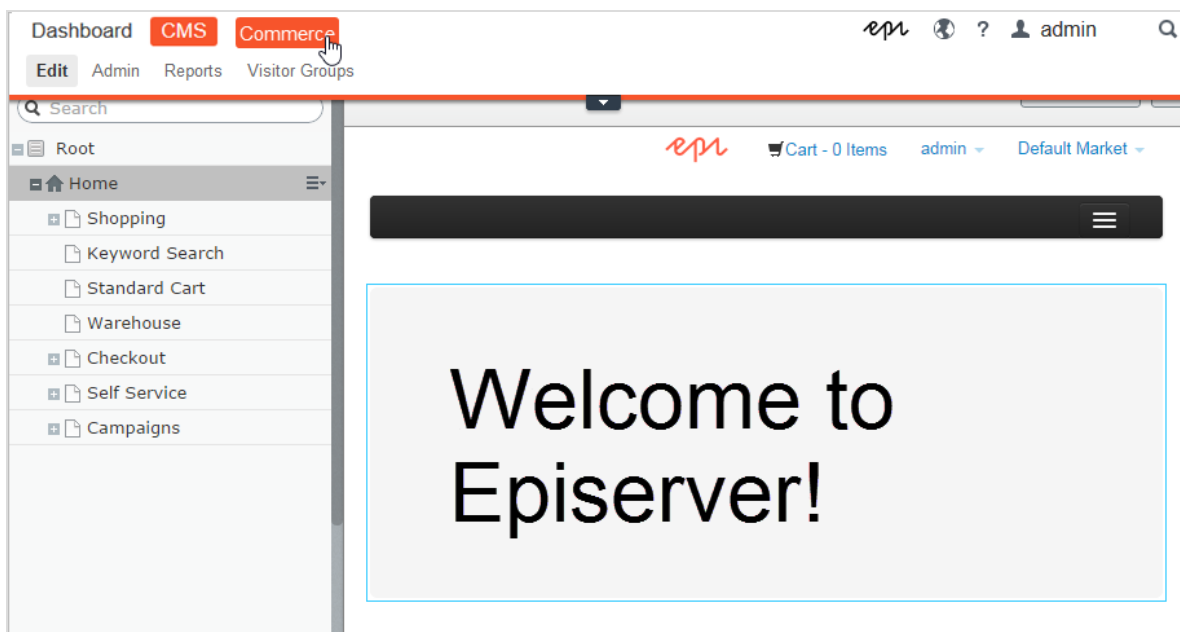 Dashboard CMS Commerce epi ? admin
Edit Admin Reports Visitor Groups
Search
Root
epi Cart - 0 Items admin Default Market
Home
Shopping
Keyword Search
Standard Cart
Warehouse
Checkout
Self Service
Campaigns
Welcome to
Episerver!